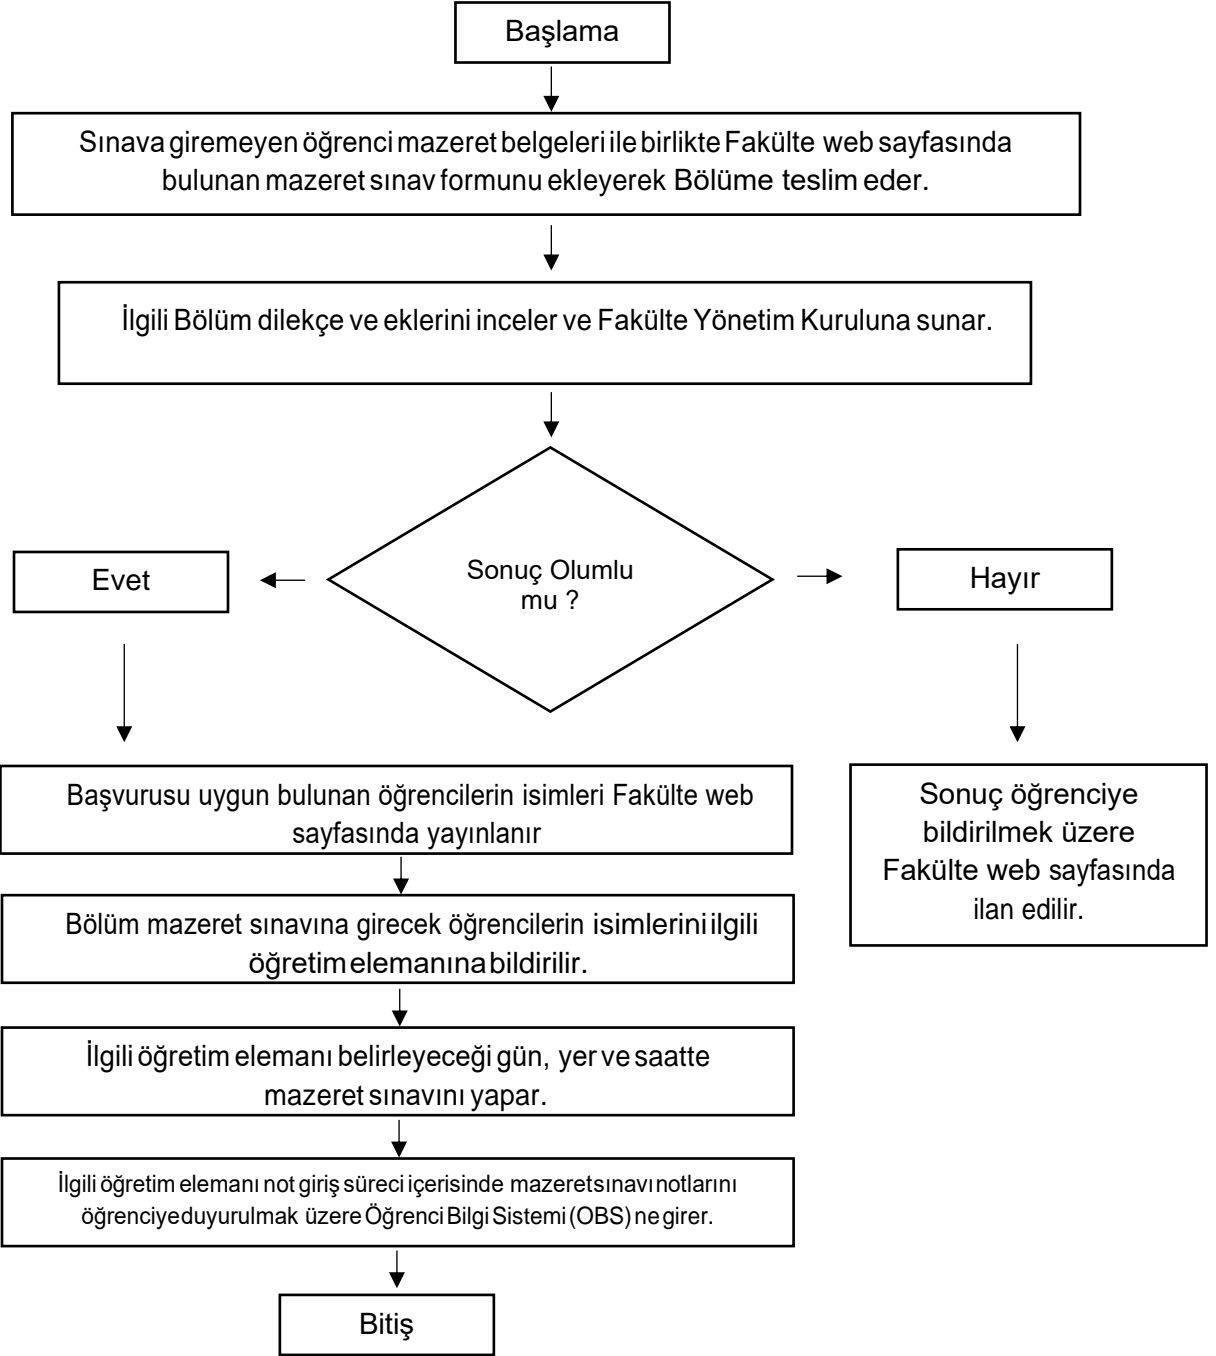 Başlama
Sınava giremeyen öğrenci mazeret belgeleri ile birlikte Fakülte web sayfasında
bulunan mazeret sınav formunu ekleyerek Bölüme teslim eder.
İlgili Bölüm dilekçe ve eklerini inceler ve Fakülte Yönetim Kuruluna sunar.
Sonuç Olumlu
mu ?
Evet
Hayır
Başvurusu uygun bulunan öğrencilerin isimleri Fakülte web
sayfasında yayınlanır
Sonuç öğrenciye
bildirilmek üzere
Fakülte web sayfasında
ilan edilir.
Bölüm mazeret sınavına girecek öğrencilerin isimlerini ilgili
öğretim elemanına bildirilir.
İlgili öğretim elemanı belirleyeceği gün, yer ve saatte
mazeret sınavını yapar.
İlgili öğretim elemanı not giriş süreci içerisinde mazeret sınavı notlarını
öğrenciye duyurulmak üzere Öğrenci Bilgi Sistemi (OBS) ne girer.
Bitiş